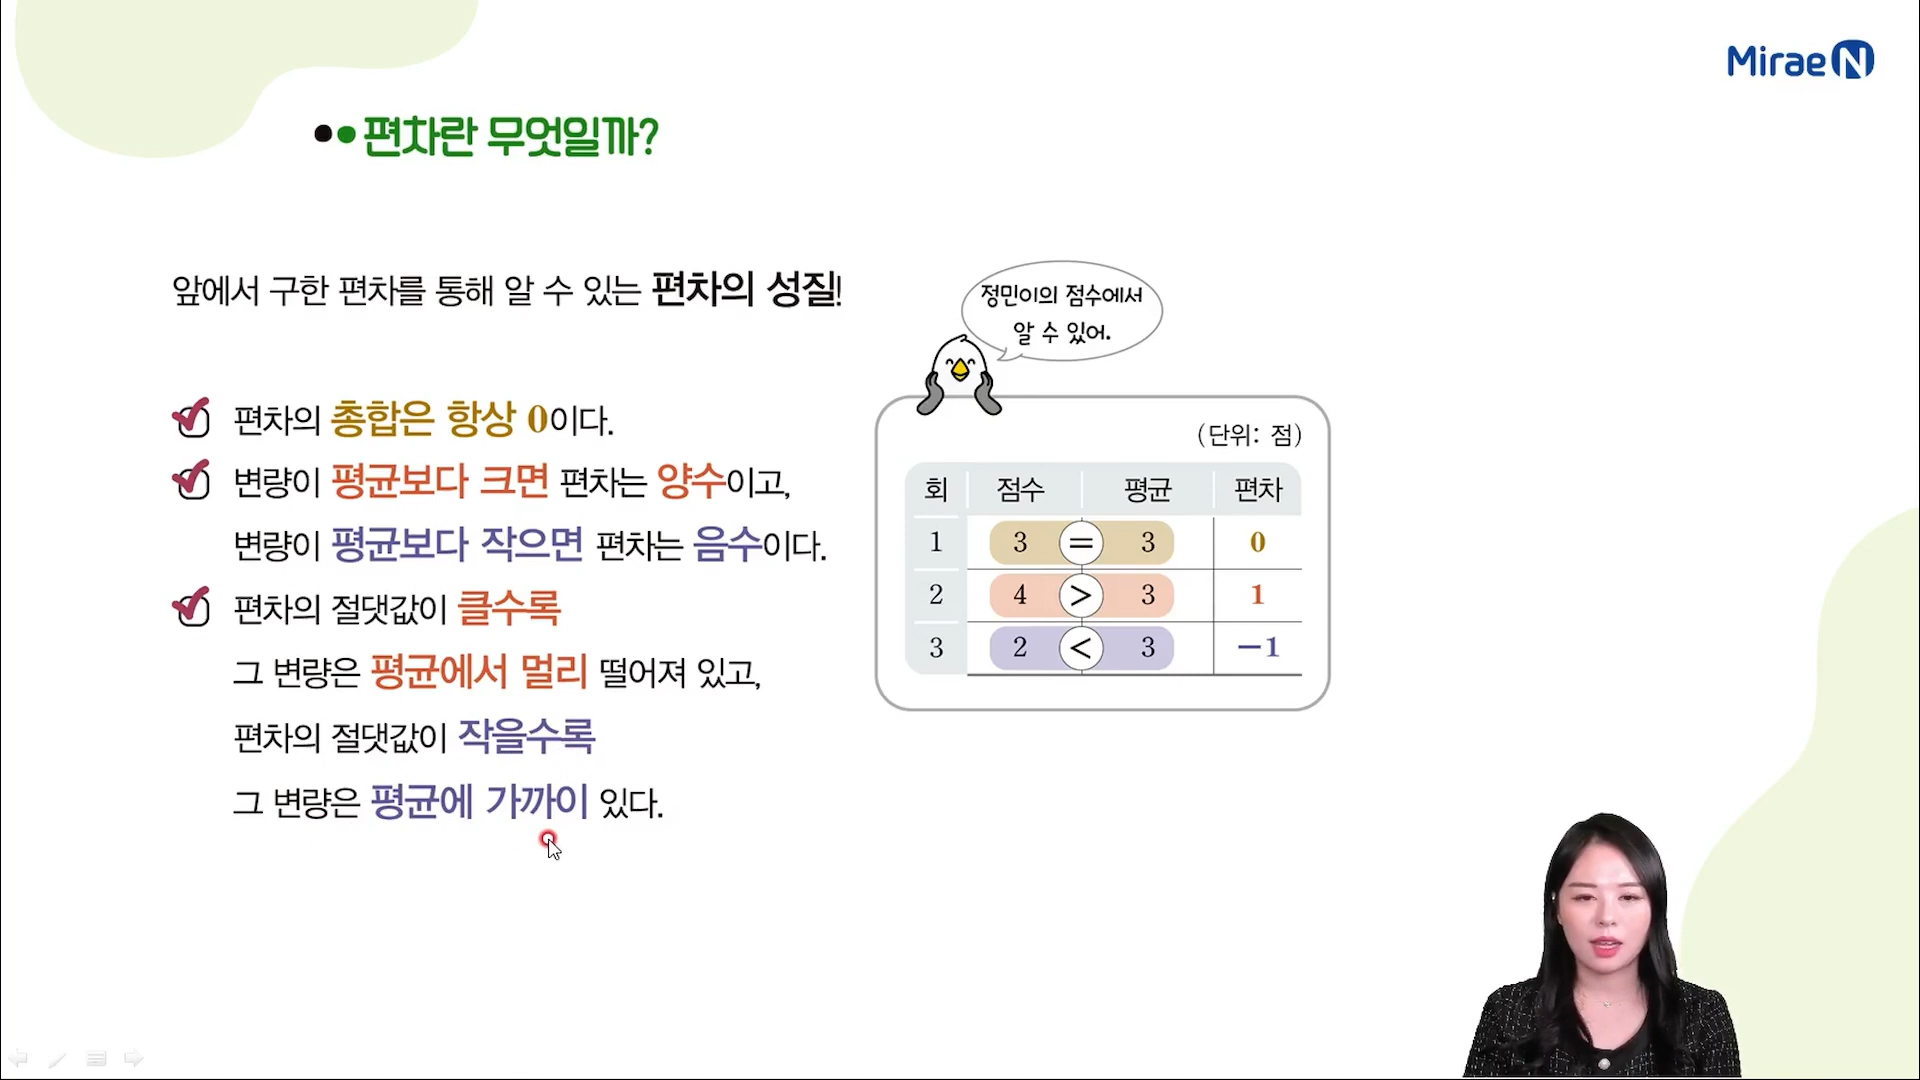 Mirae N
편차란 무엇일까?
앞에서 구한 편차를 통해 알 수 있는 편차의 성질!
편차의 총합은 항상 0이다.
변량이 평균보다 크면 편차는 양수이고,
변량이 평균보다 작으면 편차는 음수이다.
편차의 절댓값이 클수록
그 변량은 평균에서 멀리 떨어져 있고,
편차의 절댓값이 작을수록
그 변량은 평균에 가까이 있다.
정민이의 점수에서
알 수 있어.
(단위: 점)
회 점수 평균 편차
1 3 = 3 0
2 4 > 3 1
3 2 < 3 −1